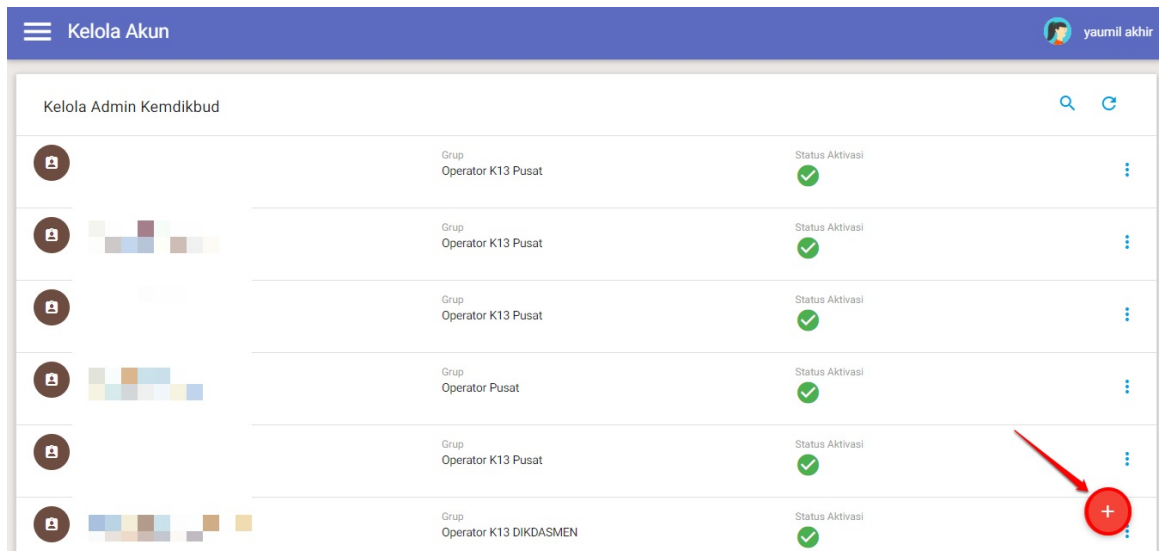 Kelola Akun
yaumil akhir
Kelola Admin Kemdikbud
Grup
Status Aktivasi
Operator K13 Pusat
Grup
Status Aktivasi
Operator K13 Pusat
Grup
Status Aktivasi
Operator K13 Pusat
Grup
Status Aktivasi
Operator Pusat
Grup
Status Aktivasi
Operator K13 Pusat
Grup
Status Aktivasi
Operator K13 DIKDASMEN